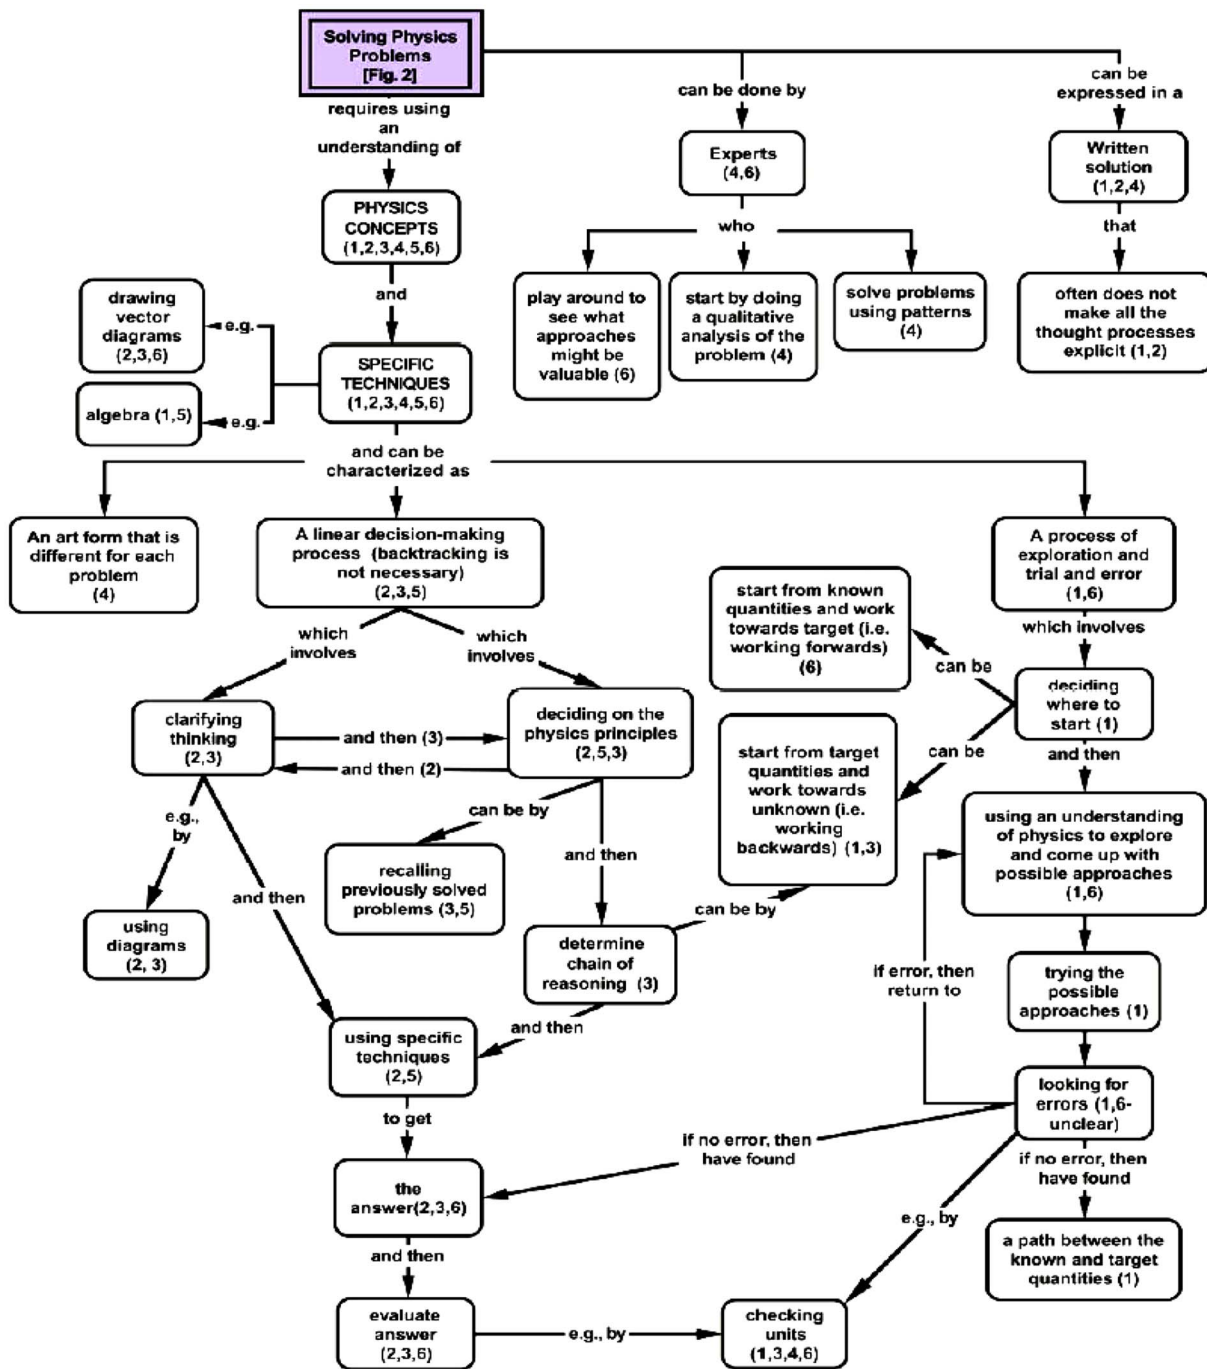 Solving Physics
Problems
[Fig. 2]
requires using
an
understanding of
can be done by
can be
expressed in a
Experts
(4,6)
Written
solution
(1,2,4)
PHYSICS
CONCEPTS
(1,2,3,4,5,6)
who
that
and
drawing
vector
diagrams
(2,3,6)
e.g.
play around to
see what
approaches
might be
valuable (6)
start by doing
a qualitative
analysis of the
problem (4)
solve problems
using patterns
(4)
often does not
make all the
thought processes
explicit (1,2)
SPECIFIC
TECHNIQUES
(1,2,3,4,5,6)
algebra (1,5)
e.g.
and can be
characterized as
An art form that is
different for each
problem
(4)
A linear decision-making
process (backtracking is
not necessary)
(2,3,5)
A process of
exploration and
trial and error
(1,6)
which
involves
which
involves
start from known
quantities and work
towards target (i.e.
working forwards)
(6)
which involves
can be
deciding
where to
start (1)
clarifying
thinking
(2,3)
and then (3)
and then (2)
deciding on the
physics principles
(2,5,3)
can be
start from target
quantities and
work towards
unknown (i.e.
working
backwards) (1,3)
and then
e.g.,
by
can be by
and then
using an understanding
of physics to explore
and come up with
possible approaches
(1,6)
recalling
previously solved
problems (3,5)
and then
can be by
using
diagrams
(2, 3)
determine
chain of
reasoning (3)
if error, then
return to
trying the
possible
approaches (1)
and then
using specific
techniques
(2,5)
looking for
errors (1,6-
unclear)
to get
if no error, then
have found
if no error, then
have found
the
answer(2,3,6)
e.g., by
and then
a path between the
known and target
quantities (1)
evaluate
answer
(2,3,6)
e.g., by
checking
units
(1,3,4,6)